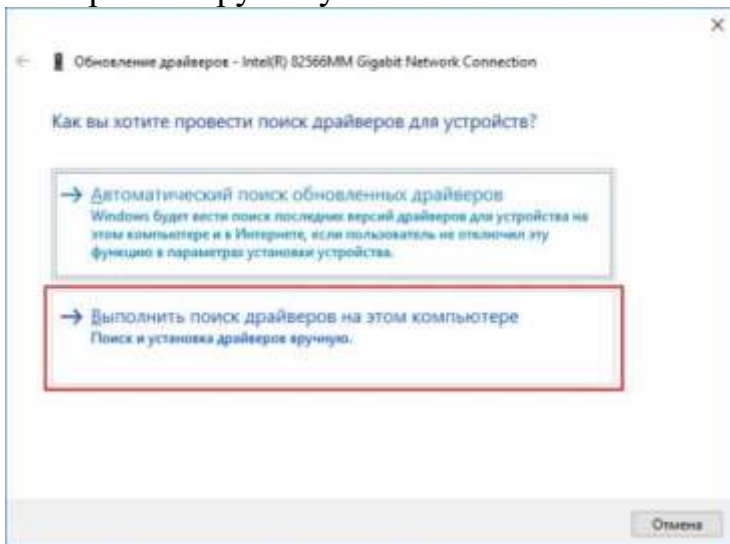 Обновление драйверов - Intel(R) 82566MM Gigabit Network Connection
Как вы хотите провести поиск драйверов для устройств?
Автоматический поиск обновленных драйверов
Windows будет вести поиск последних версий драйверов для устройства на
этом компьютере и в Интернете, если пользователь не отключил эту
функцию в параметрах установки устройства.
Выполнить поиск драйверов на этом компьютере
Поиск и установка драйверов вручную.
Отмена